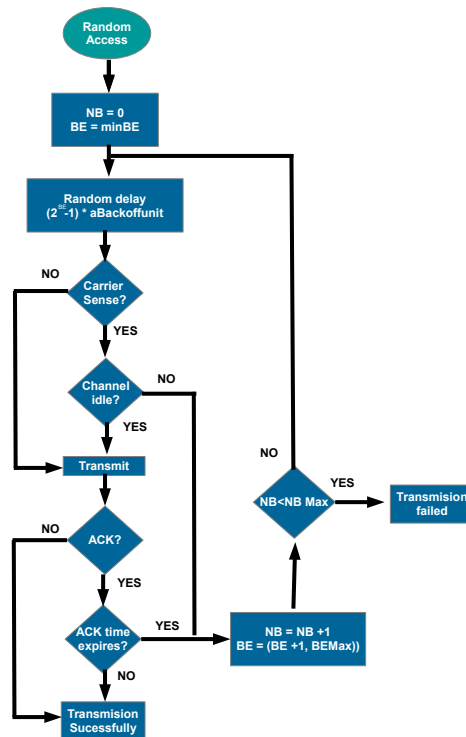 Random
Access
NB = 0
BE = minBE
Random delay
(2^BE-1) * aBackoffunit
NO
Carrier
Sense?
YES
Channel
idle?
NO
YES
Transmit
NO
NB<NB Max
YES
Transmision
failed
NO
ACK?
YES
ACK time
expires?
YES
NB = NB +1
BE = (BE +1, BEMax))
NO
Transmision
Sucessfully